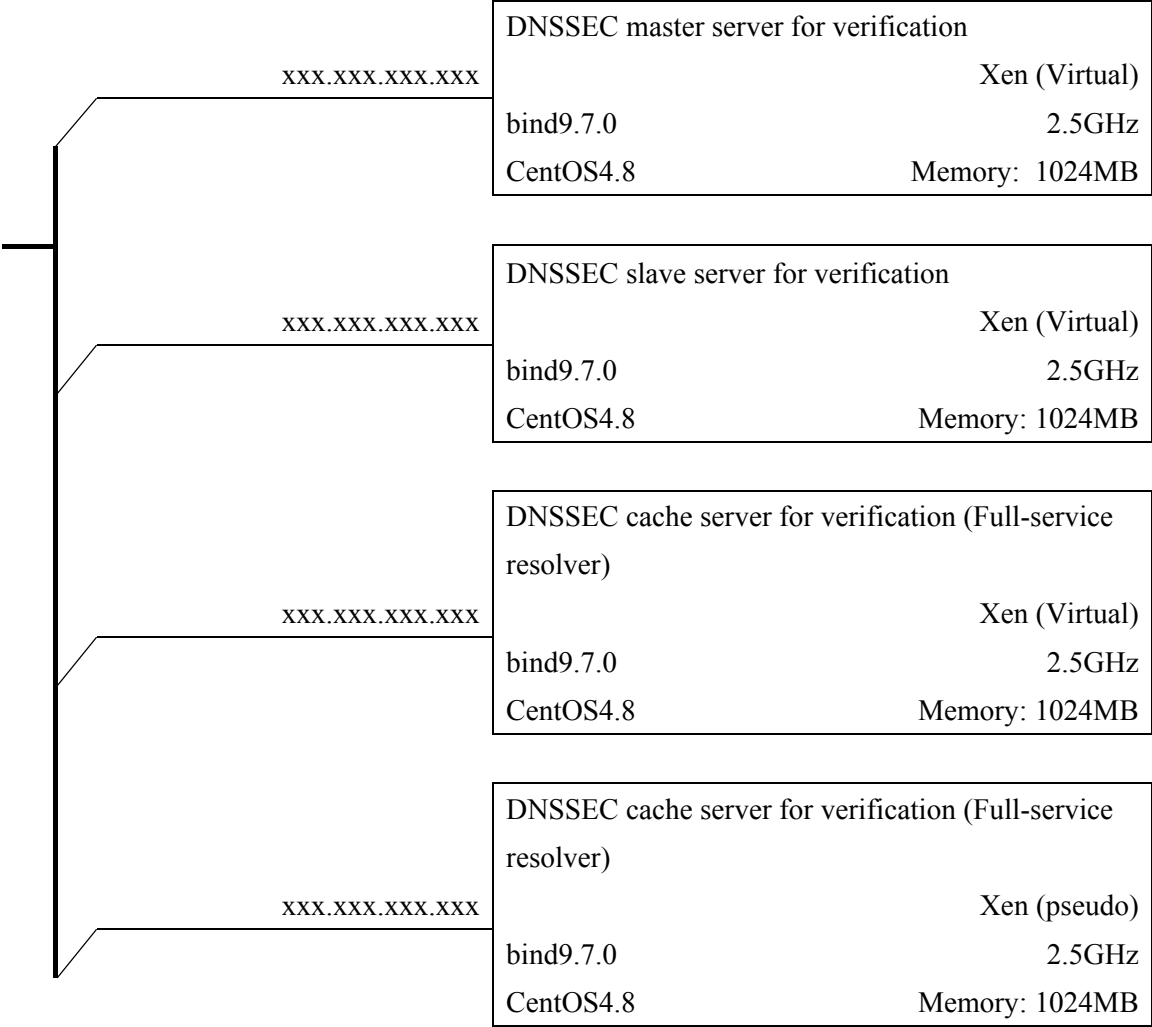 DNSSEC master server for verification
xxx.xxx.xxx.xxx
Xen (Virtual)
bind9.7.0 2.5GHz
CentOS4.8 Memory: 1024MB
DNSSEC slave server for verification
xxx.xxx.xxx.xxx
Xen (Virtual)
bind9.7.0 2.5GHz
CentOS4.8 Memory: 1024MB
DNSSEC cache server for verification (Full-service
resolver)
xxx.xxx.xxx.xxx
Xen (Virtual)
bind9.7.0 2.5GHz
CentOS4.8 Memory: 1024MB
DNSSEC cache server for verification (Full-service
resolver)
xxx.xxx.xxx.xxx
Xen (pseudo)
bind9.7.0 2.5GHz
CentOS4.8 Memory: 1024MB